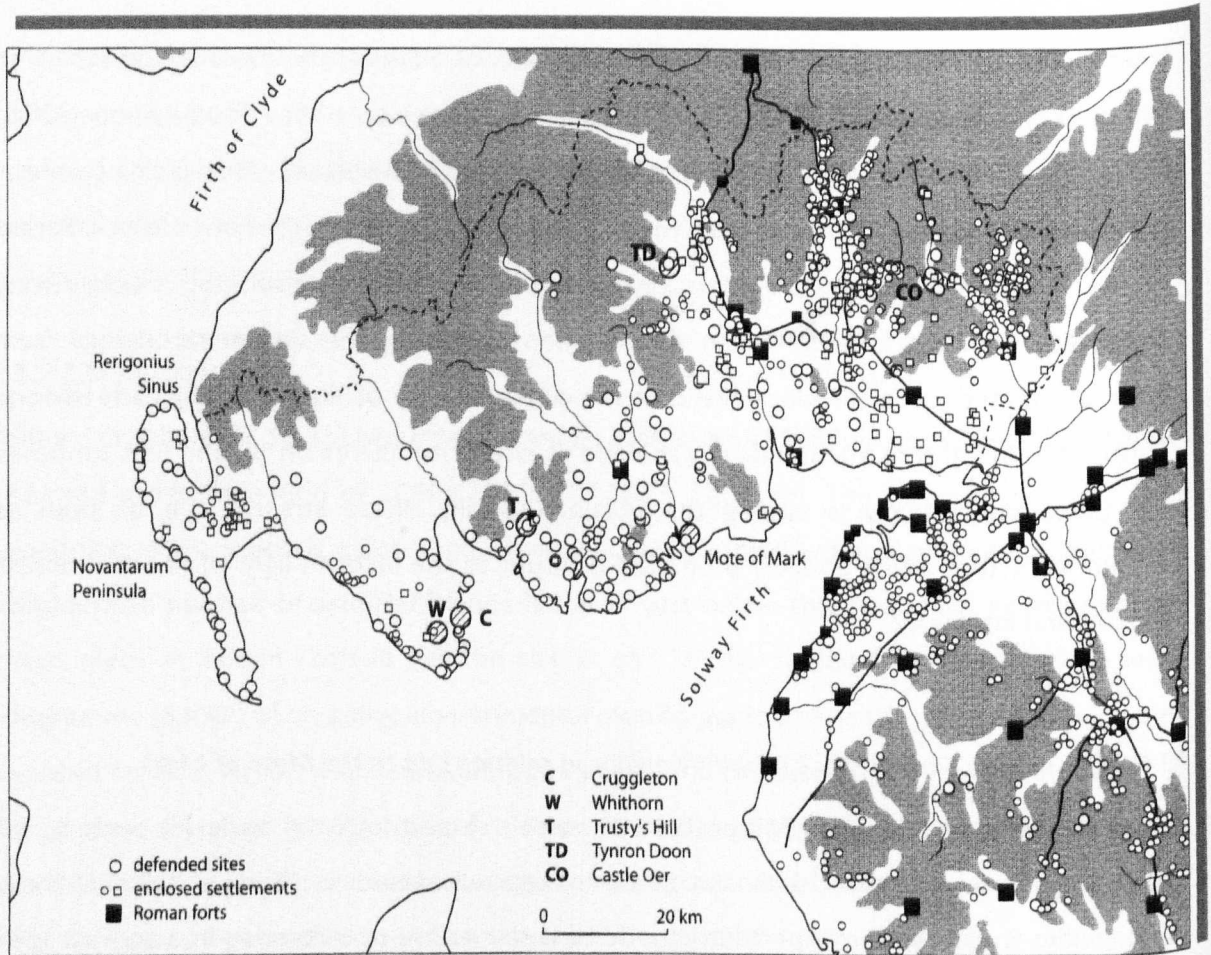 Firth of Clyde
TD
CO
Rerigonius
Sinus
T
Mote of Mark
Novantarum
Peninsula
W
C
Solway Firth
C Cruggleton
W Whithorn
T Trusty's Hill
TD Tynron Doon
CO Castle Oer
defended sites
enclosed settlements
Roman forts
0 20 km